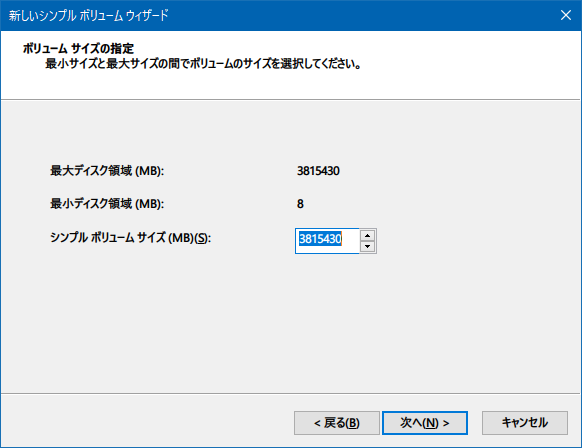 新しいシンプル ボリューム ウィザード
ボリューム サイズの指定
最小サイズと最大サイズの間でボリュームのサイズを選択してください。
最大ディスク領域 (MB): 3815430
最小ディスク領域 (MB): 8
シンプル ボリューム サイズ (MB)(S): 3815430
< 戻る(B) 次へ(N) > キャンセル